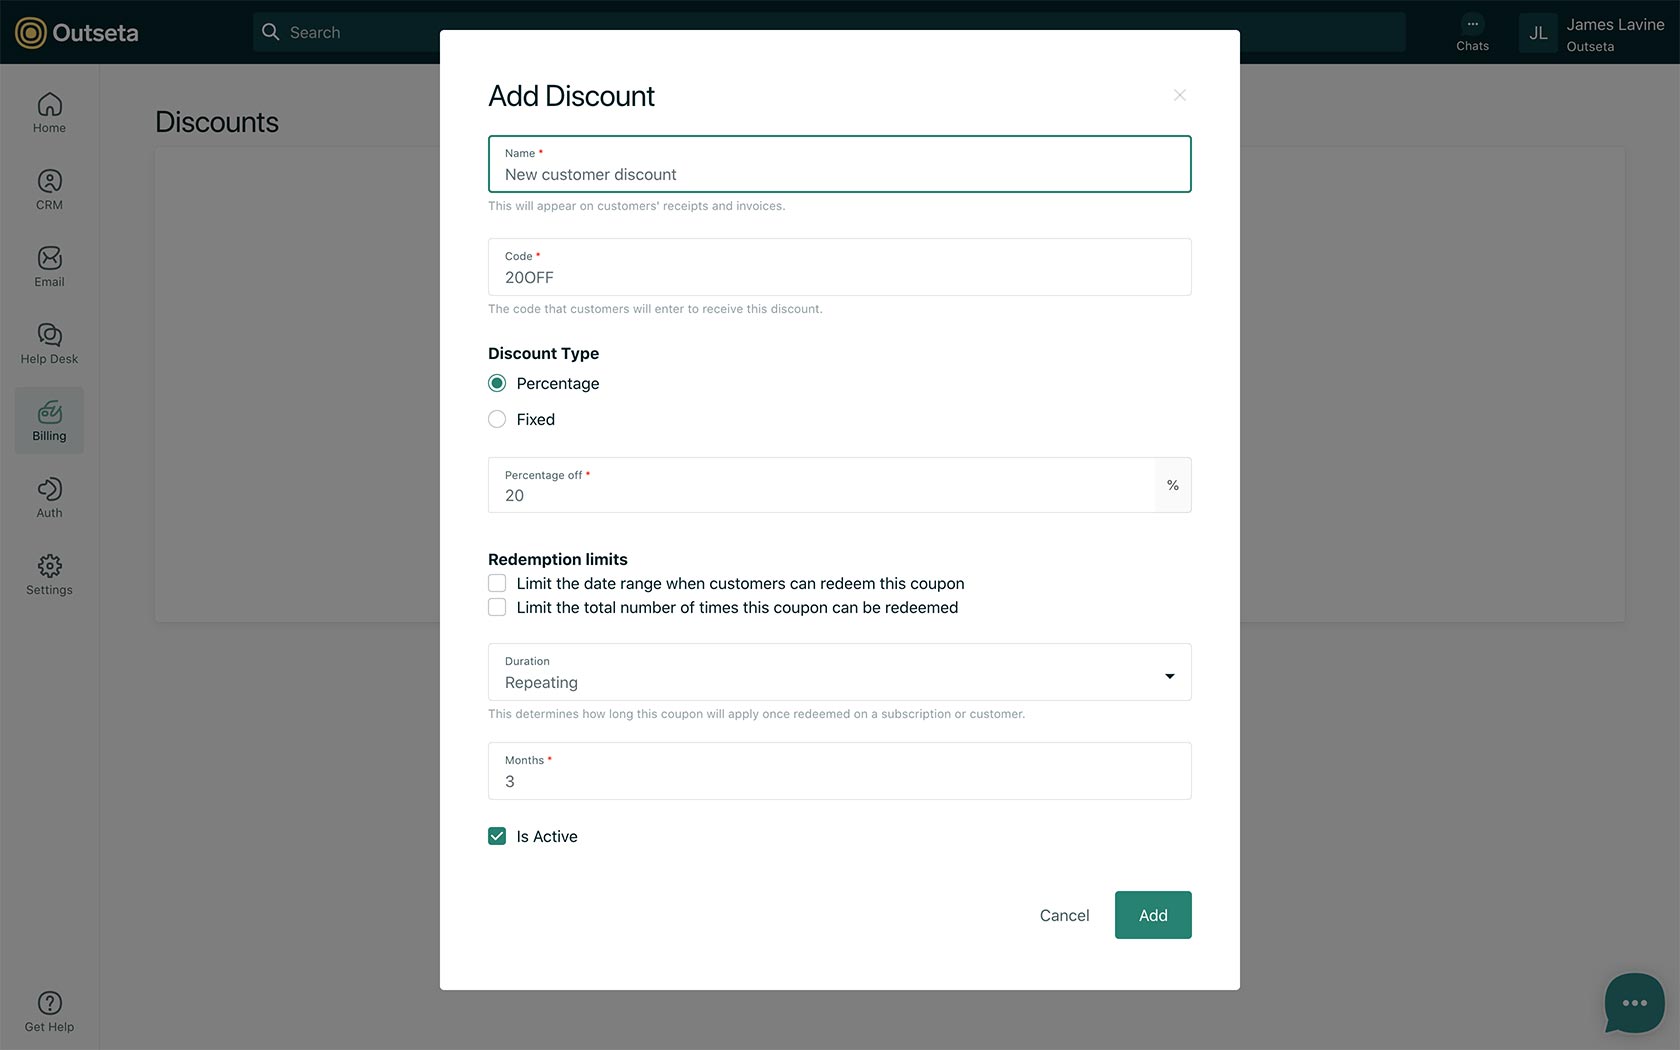 Outseta
Search
Chats
JL
James Lavine
Outseta
Home
CRM
Email
Help Desk
Billing
Auth
Settings
Get Help
Discounts
Add Discount
Name *
New customer discount
This will appear on customers' receipts and invoices.
Code *
20OFF
The code that customers will enter to receive this discount.
Discount Type
Percentage
Fixed
Percentage off *
20
%
Redemption limits
Limit the date range when customers can redeem this coupon
Limit the total number of times this coupon can be redeemed
Duration
Repeating
This determines how long this coupon will apply once redeemed on a subscription or customer.
Months *
3
Is Active
Cancel
Add